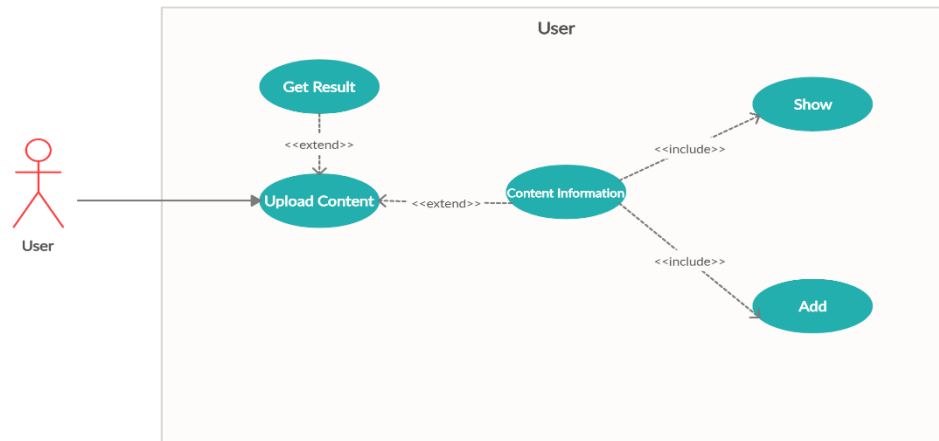 User
Get Result
Show
<<extend>>
<<include>>
Content Information
Upload Content
<<extend>>
User
<<include>>
Add